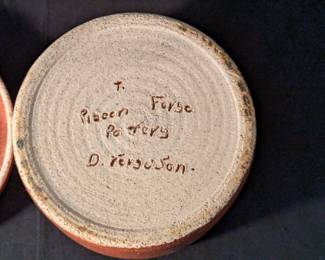 T.
Pigeon Forge
Pottery
D. Ferguson.